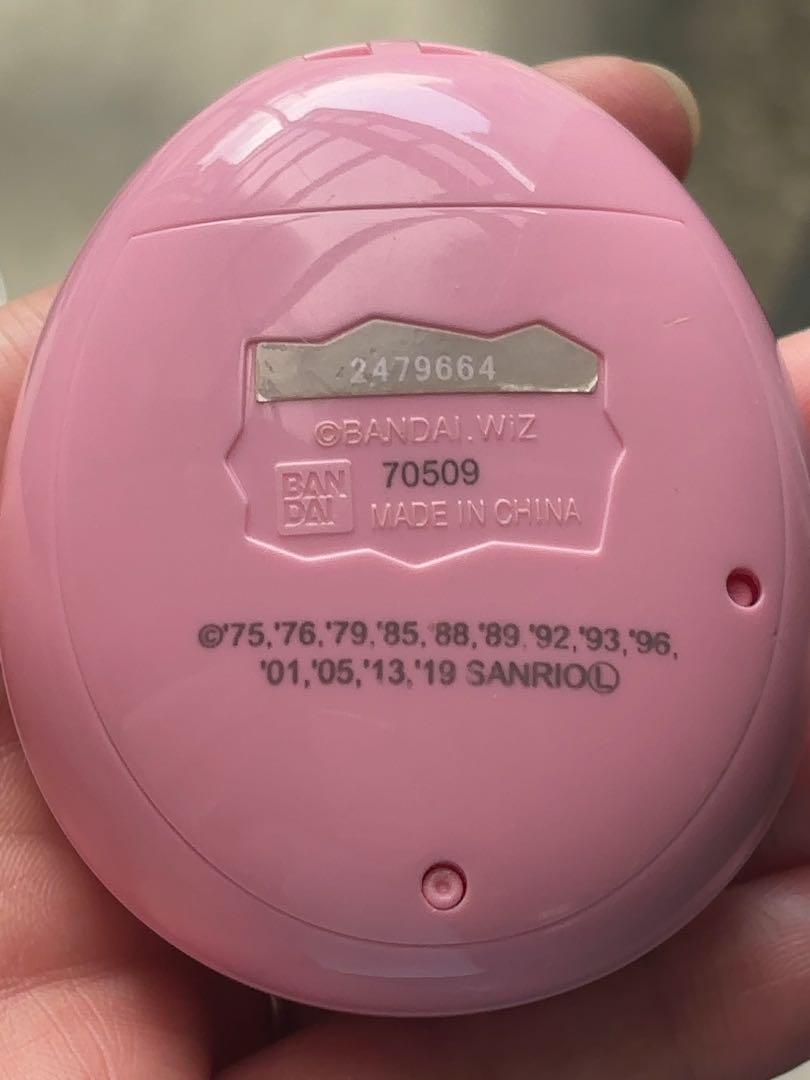 2479664
©BANDAI.WiZ
BAN
DAI
70509
MADE IN CHINA
©'75,'76,'79,'85,'88,'89,'92,'93,'96,
'01,'05,'13,'19 SANRIOⓁ